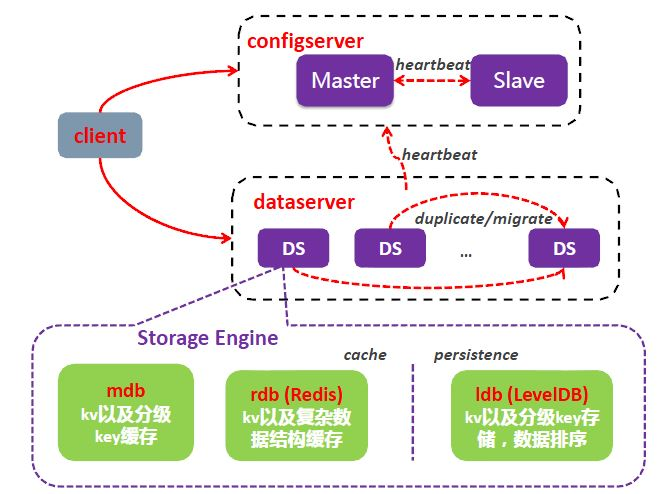 configserver
heartbeat
Master
Slave
client
heartbeat
dataserver
duplicate/migrate
DS
DS
...
DS
Storage Engine
cache
persistence
mdb
kv以及分级
key缓存
rdb (Redis)
kv以及复杂数
据结构缓存
ldb (LevelDB)
kv以及分级key存
储，数据排序